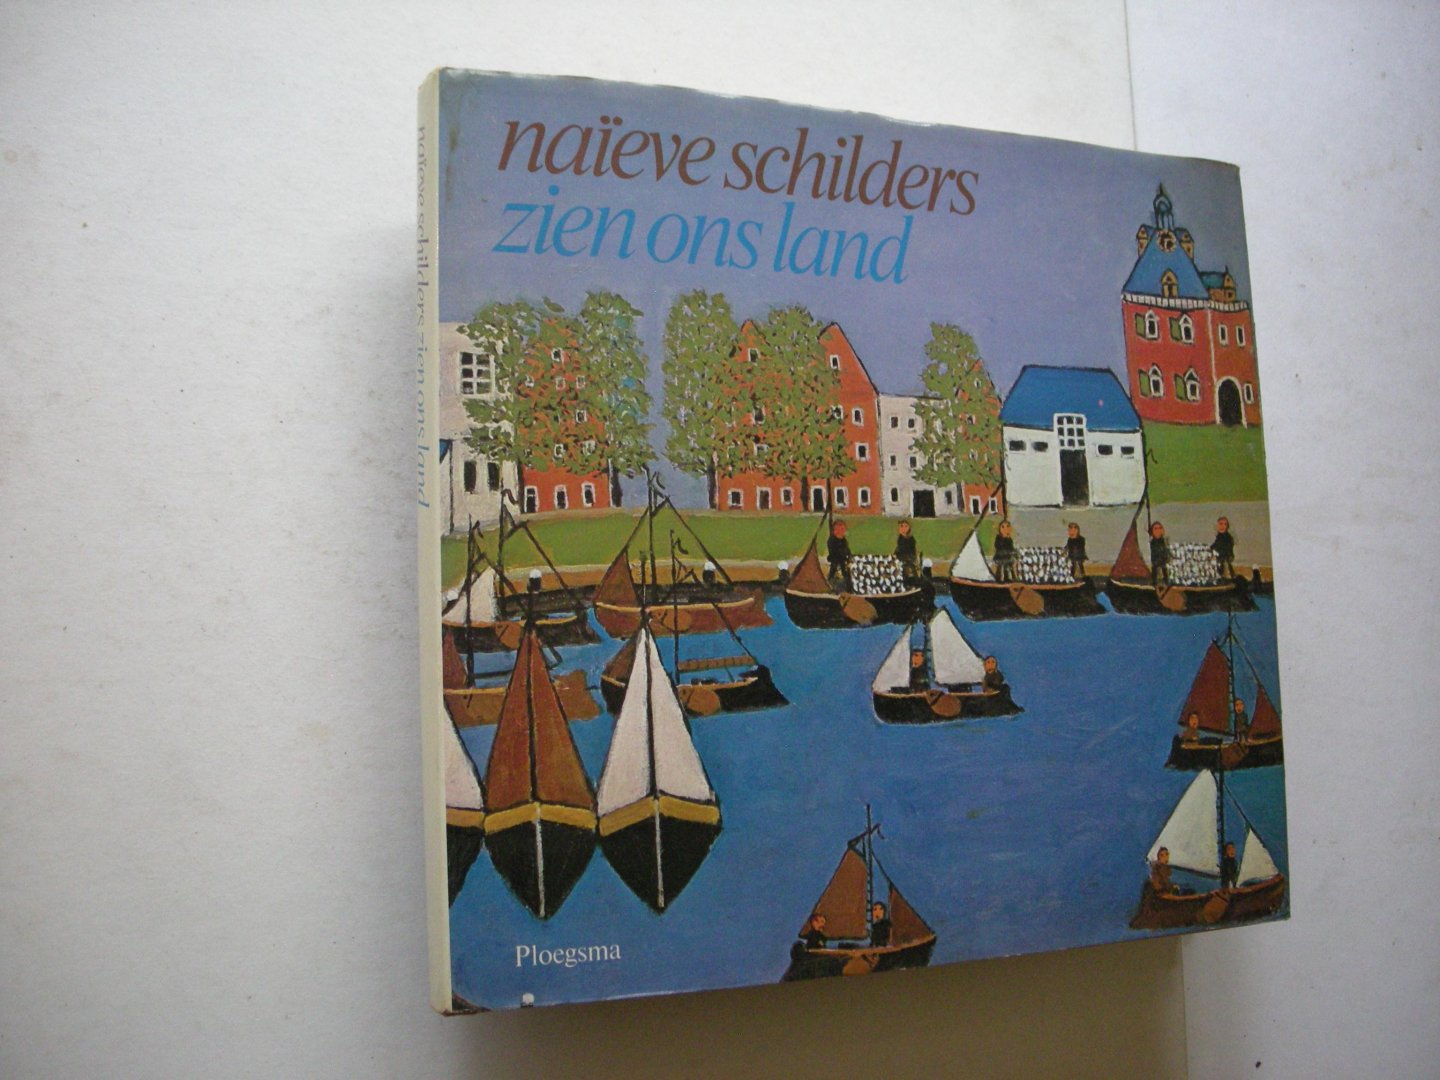 naïeve schilders
zien ons land
naïeve schilders zien ons land
Ploegsma